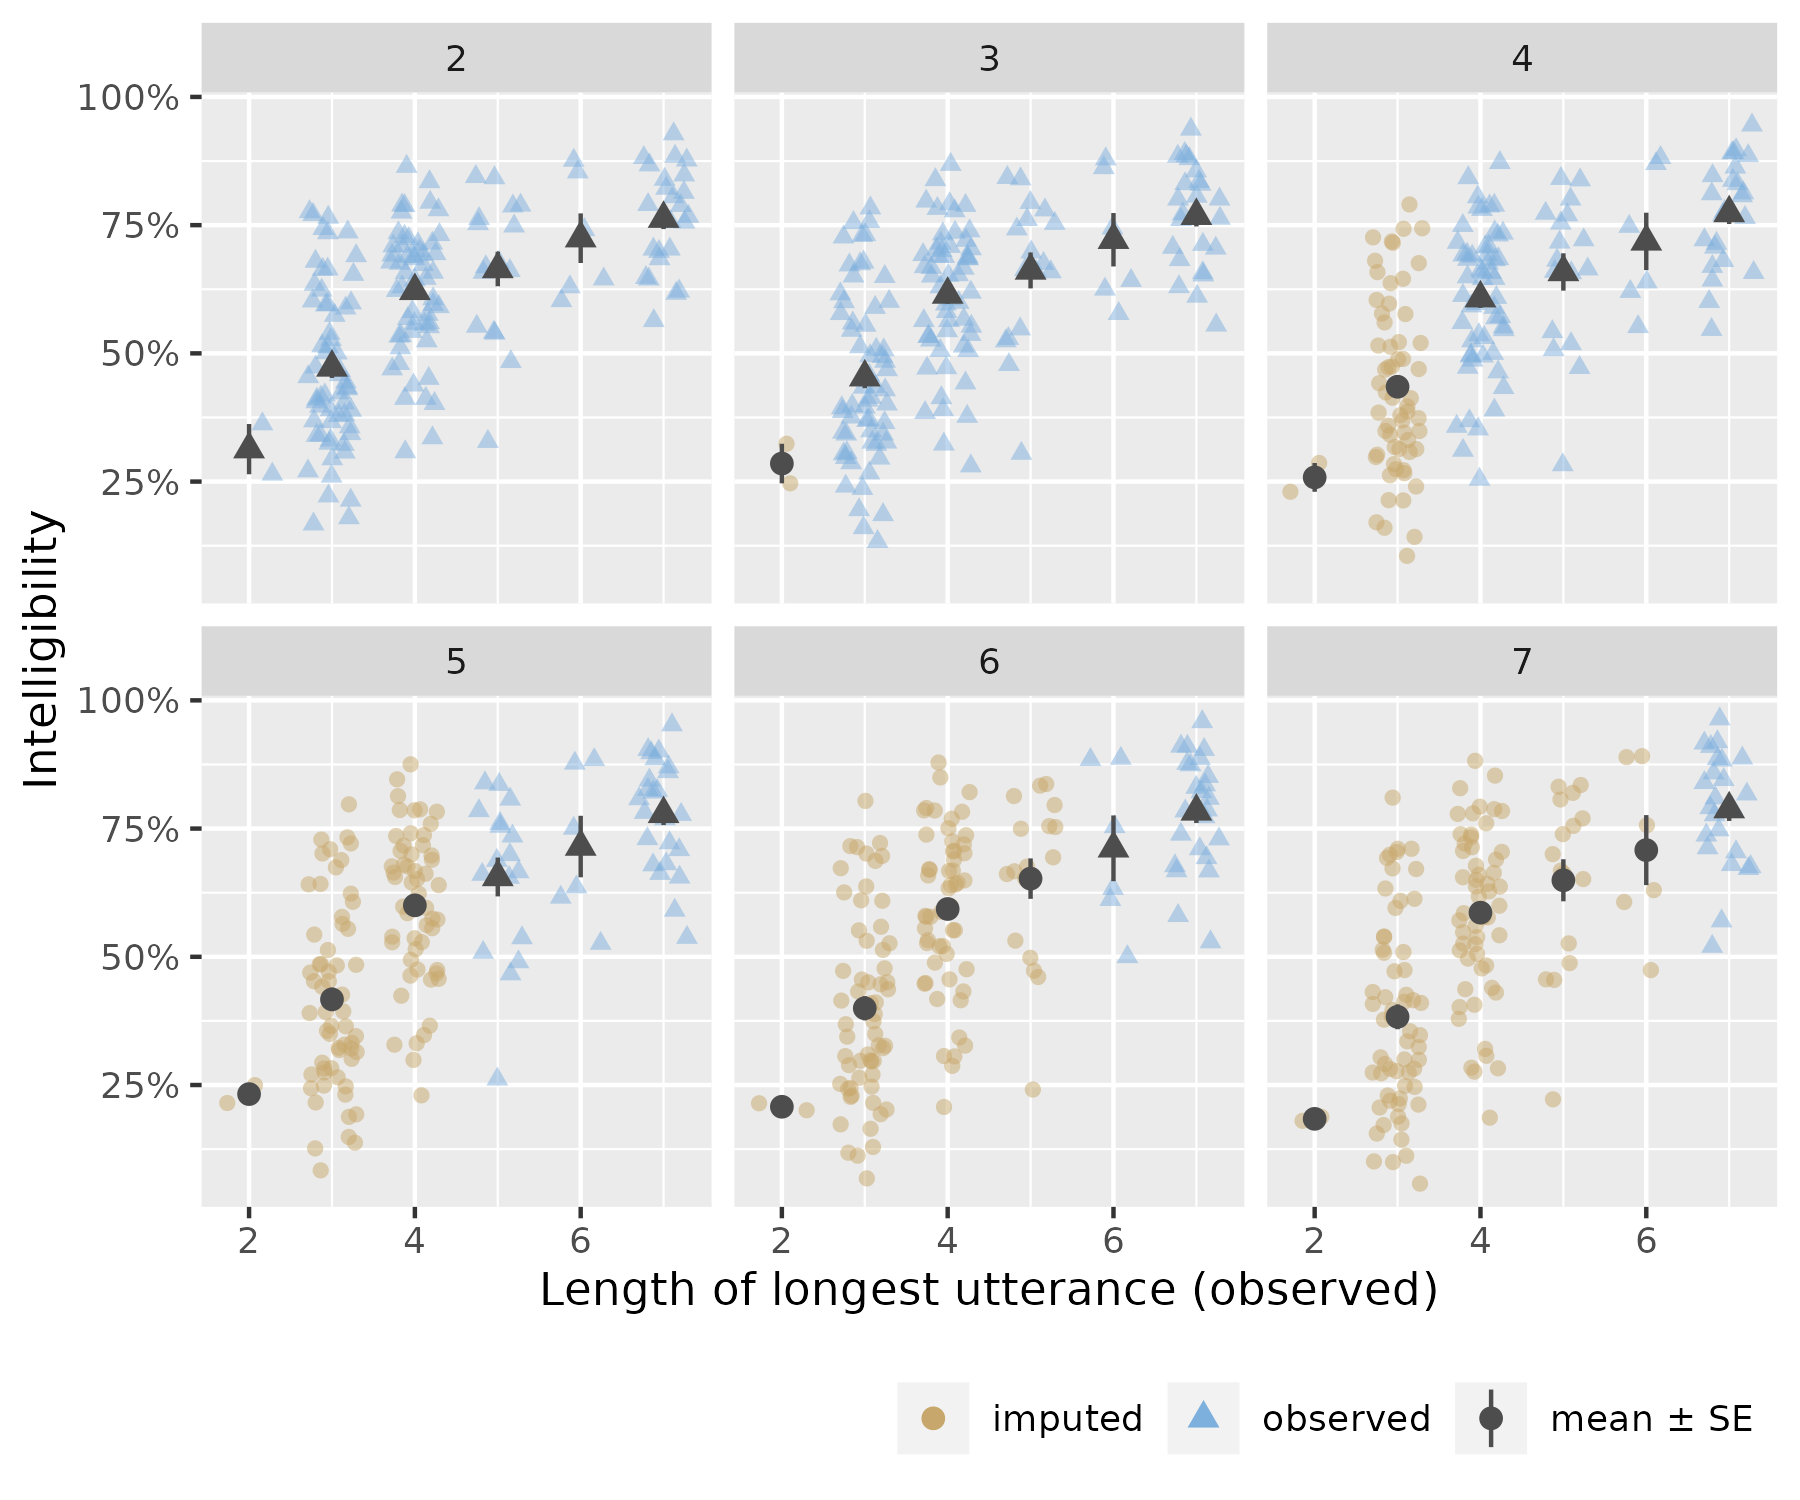 2 3 4
100%
75%
50%
25%
Intelligibility
5 6 7
100%
75%
50%
25%
2 4 6 2 4 6 2 4 6
Length of longest utterance (observed)
imputed observed mean ± SE